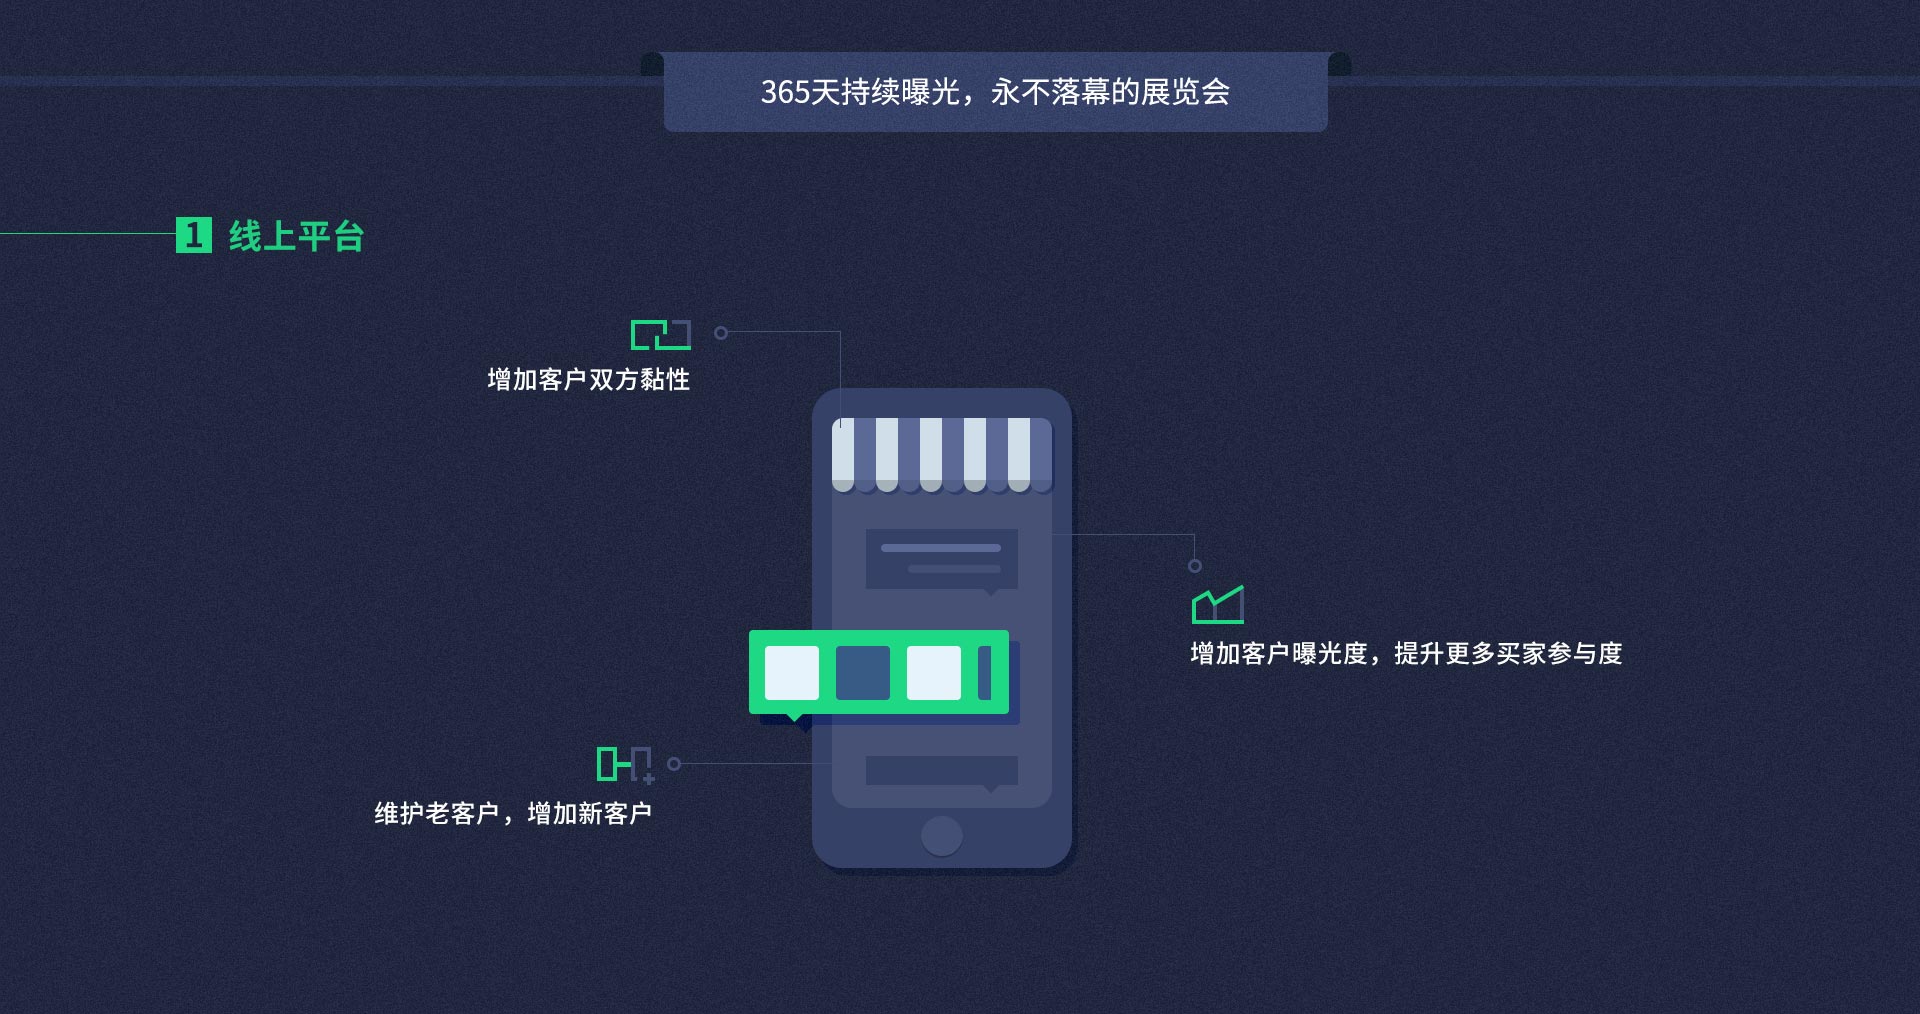 365天持续曝光，永不落幕的展览会
1 线上平台
增加客户双方黏性
增加客户曝光度，提升更多买家参与度
维护老客户，增加新客户